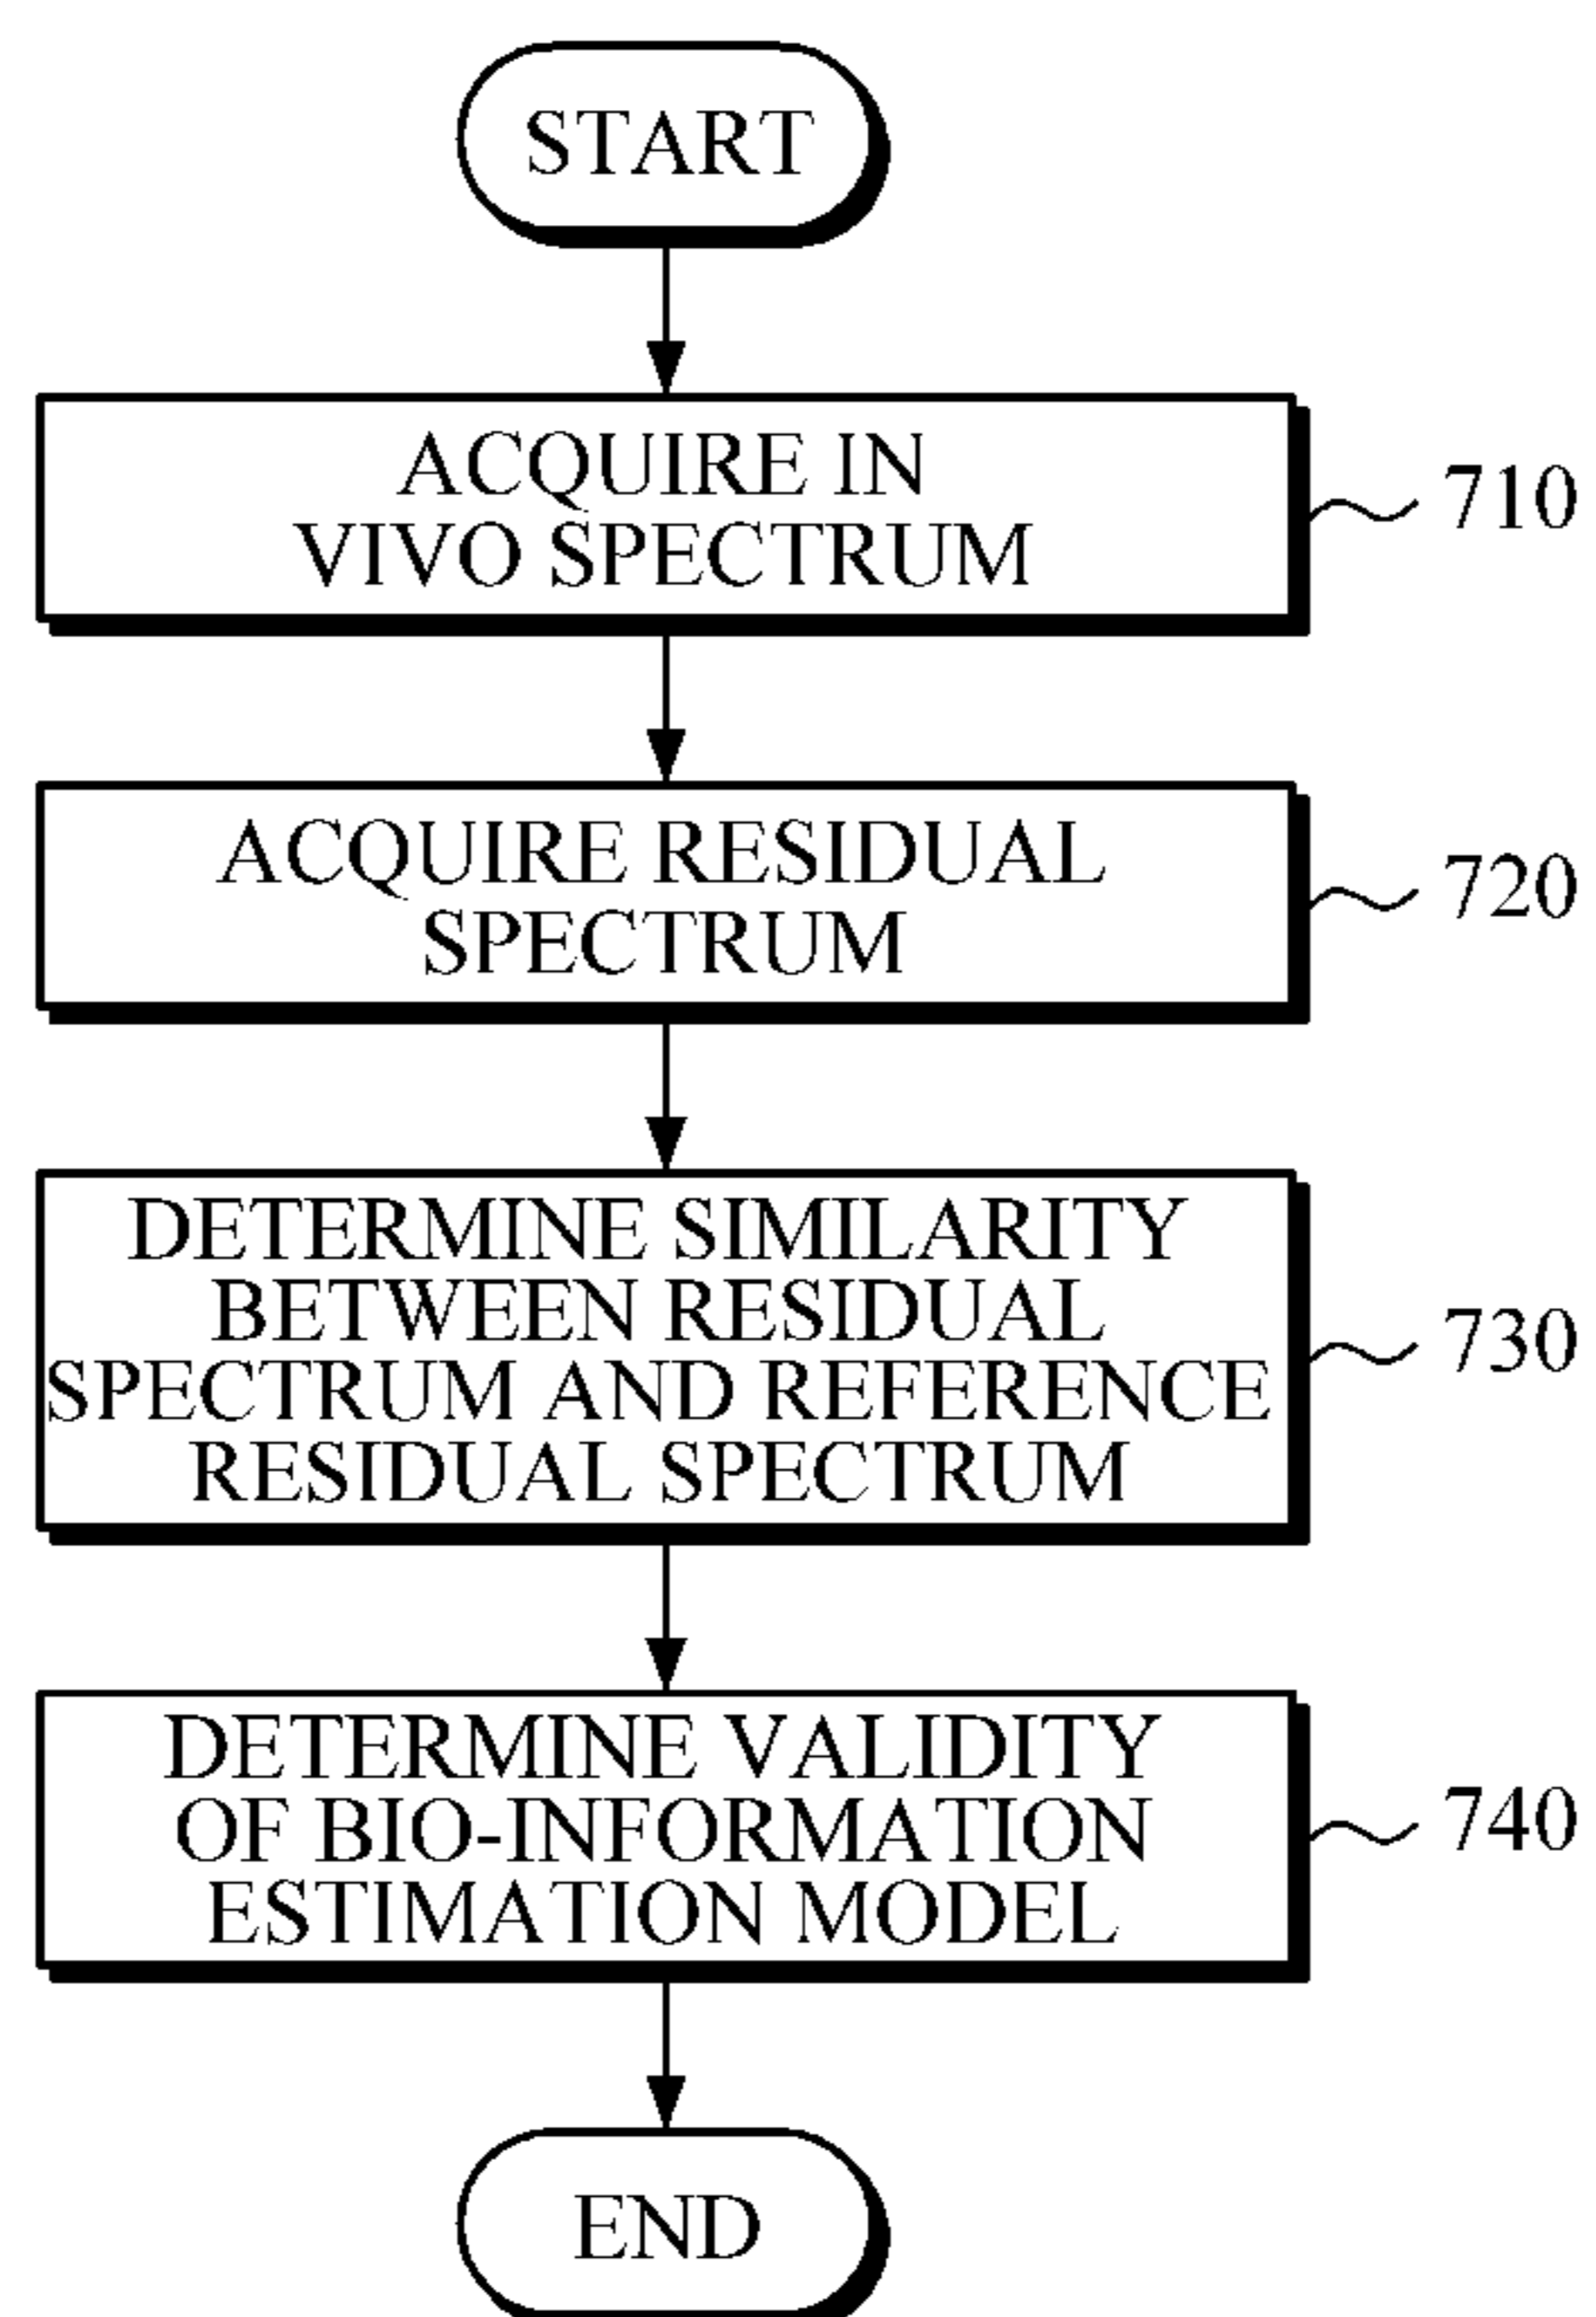 START
ACQUIRE IN
VIVO SPECTRUM
710
ACQUIRE RESIDUAL
SPECTRUM
720
DETERMINE SIMILARITY
BETWEEN RESIDUAL
SPECTRUM AND REFERENCE
RESIDUAL SPECTRUM
730
DETERMINE VALIDITY
OF BIO-INFORMATION
ESTIMATION MODEL
740
END